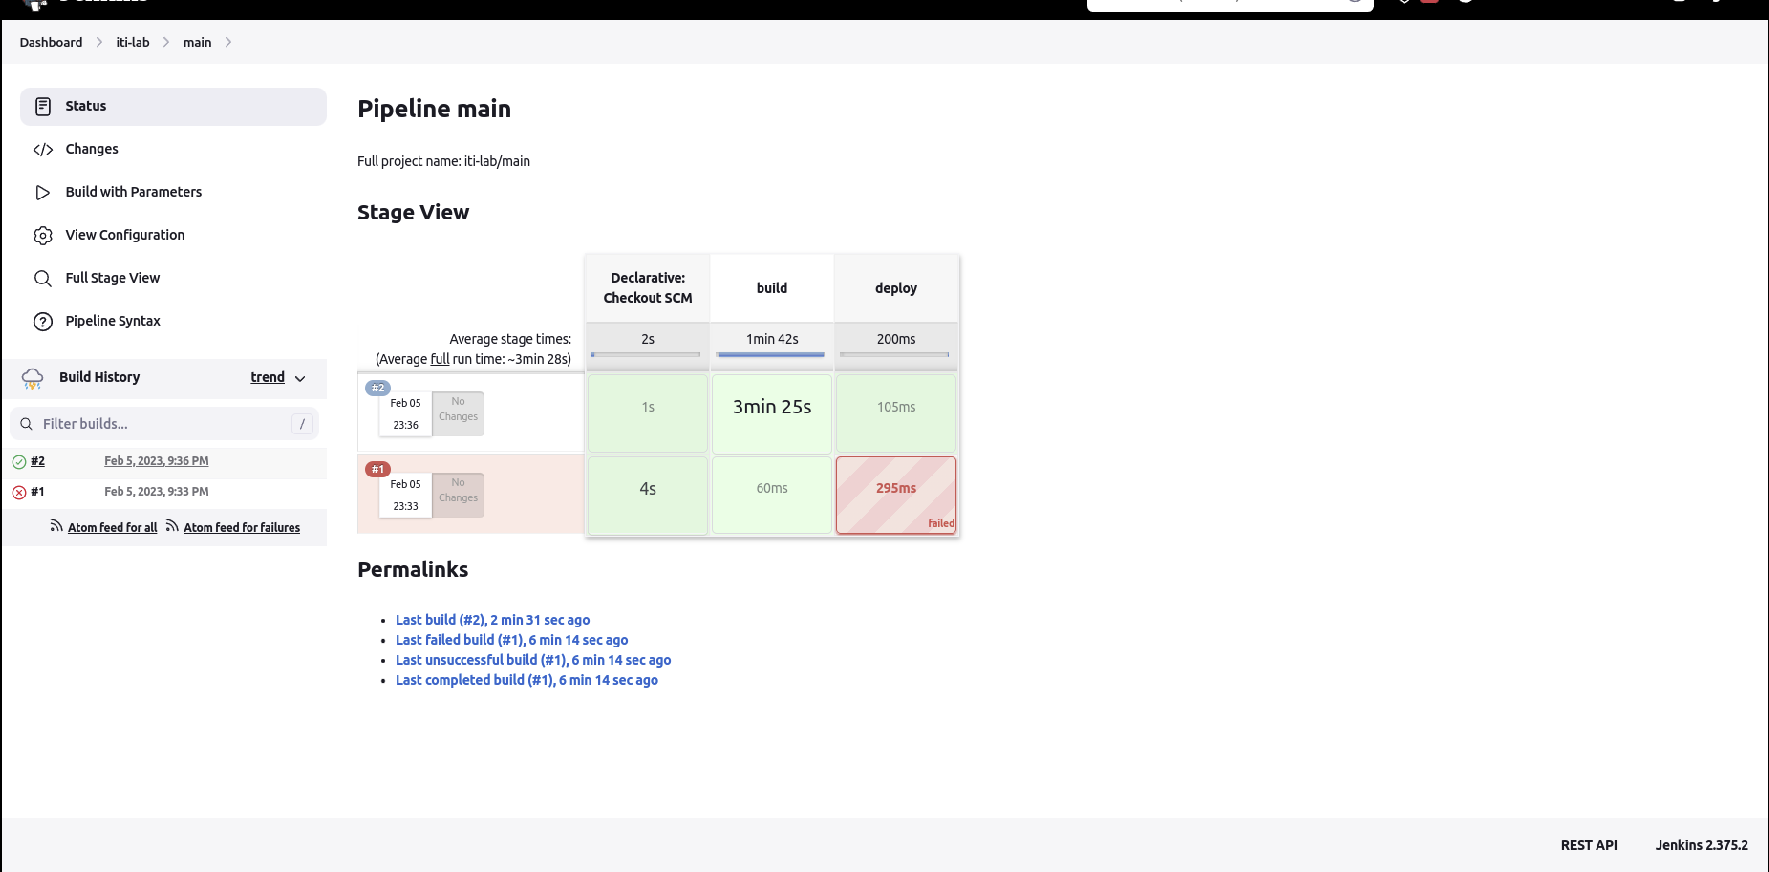 Dashboard
iti-lab
main
Status
Changes
Build with Parameters
View Configuration
Full Stage View
Pipeline Syntax
Build History
trend
Filter builds...
/
#2
Feb 5, 2023, 9:36 PM
#1
Feb 5, 2023, 9:33 PM
Atom feed for all
Atom feed for failures
Pipeline main
Full project name: iti-lab/main
Stage View
Declarative:
Checkout SCM
build
deploy
Average stage times:
(Average full run time: ~3min 28s)
2s
1min 42s
200ms
#2
Feb 05
23:36
No
Changes
1s
3min 25s
105ms
#1
Feb 05
23:33
No
Changes
4s
60ms
295ms
failed
Permalinks
Last build (#2), 2 min 31 sec ago
Last failed build (#1), 6 min 14 sec ago
Last unsuccessful build (#1), 6 min 14 sec ago
Last completed build (#1), 6 min 14 sec ago
REST API
Jenkins 2.375.2